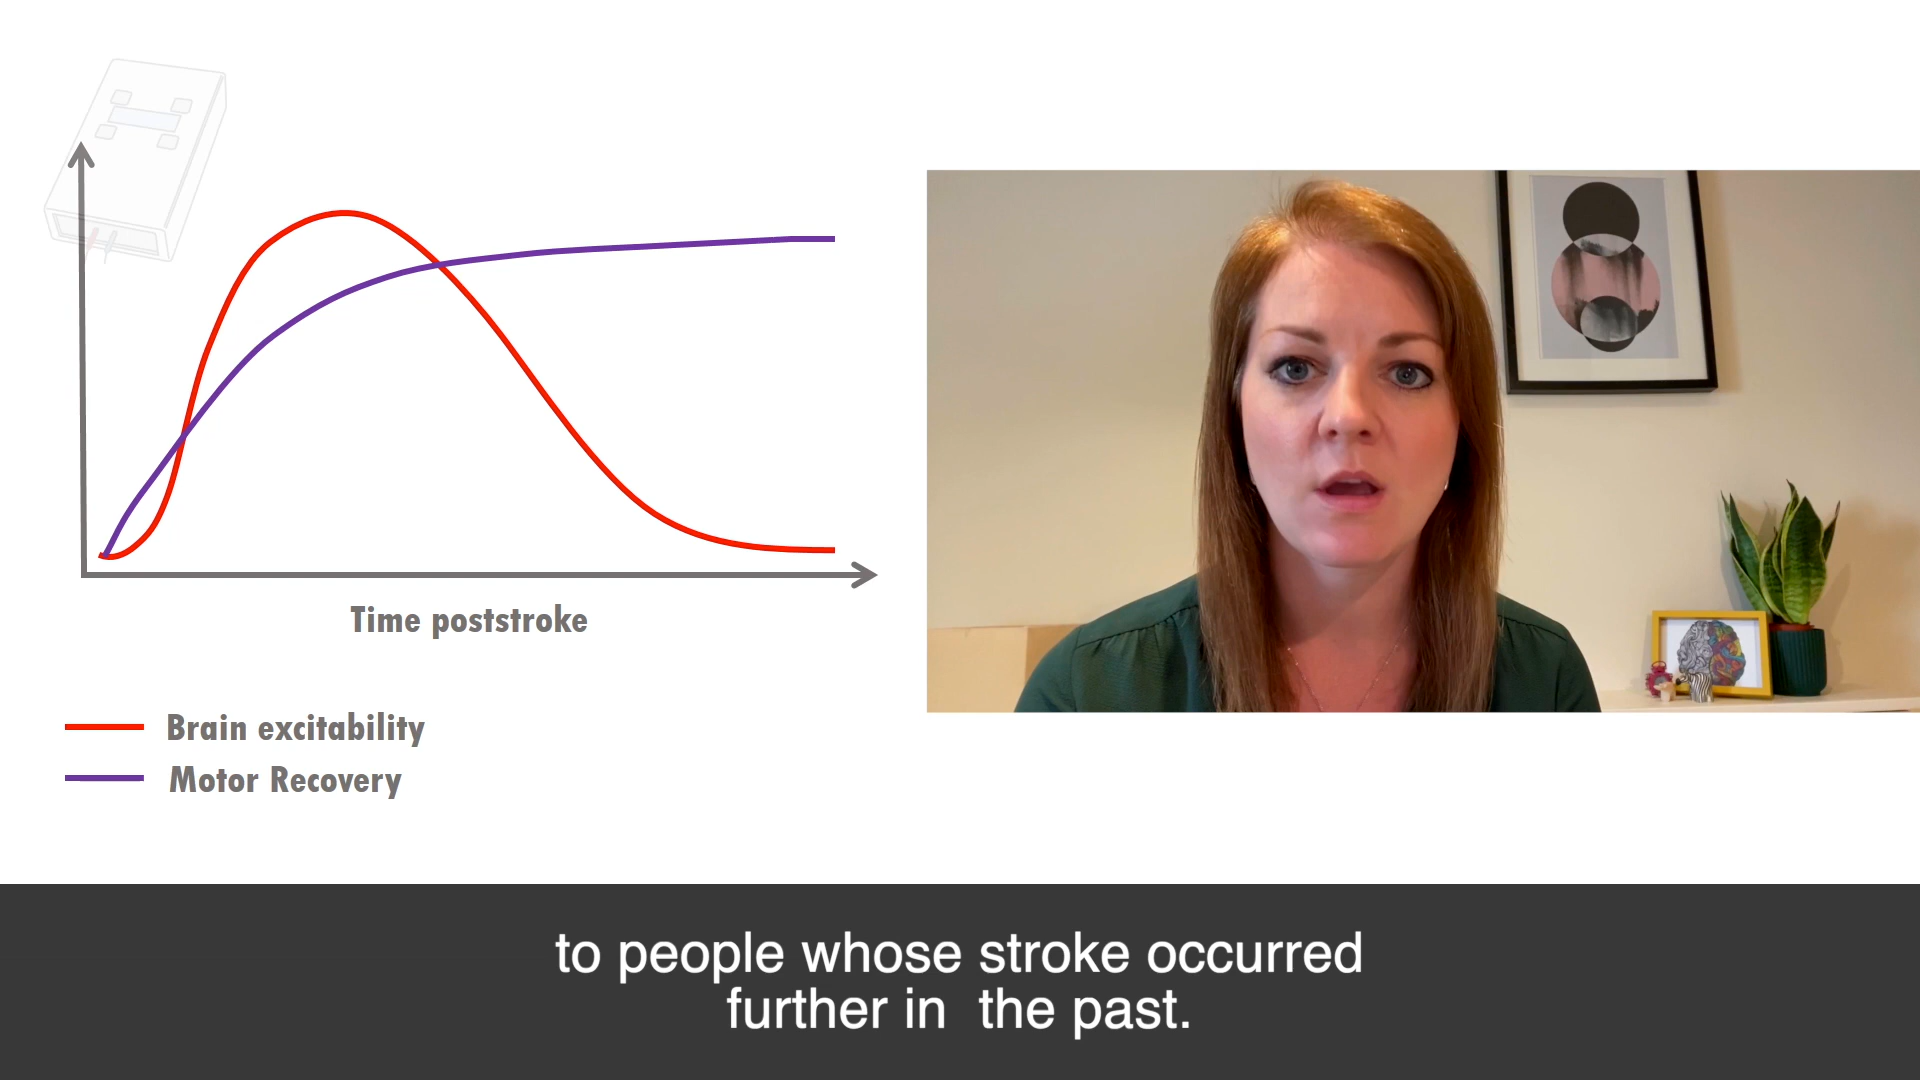 Time poststroke
Brain excitability
Motor Recovery
to people whose stroke occurred
further in  the past.